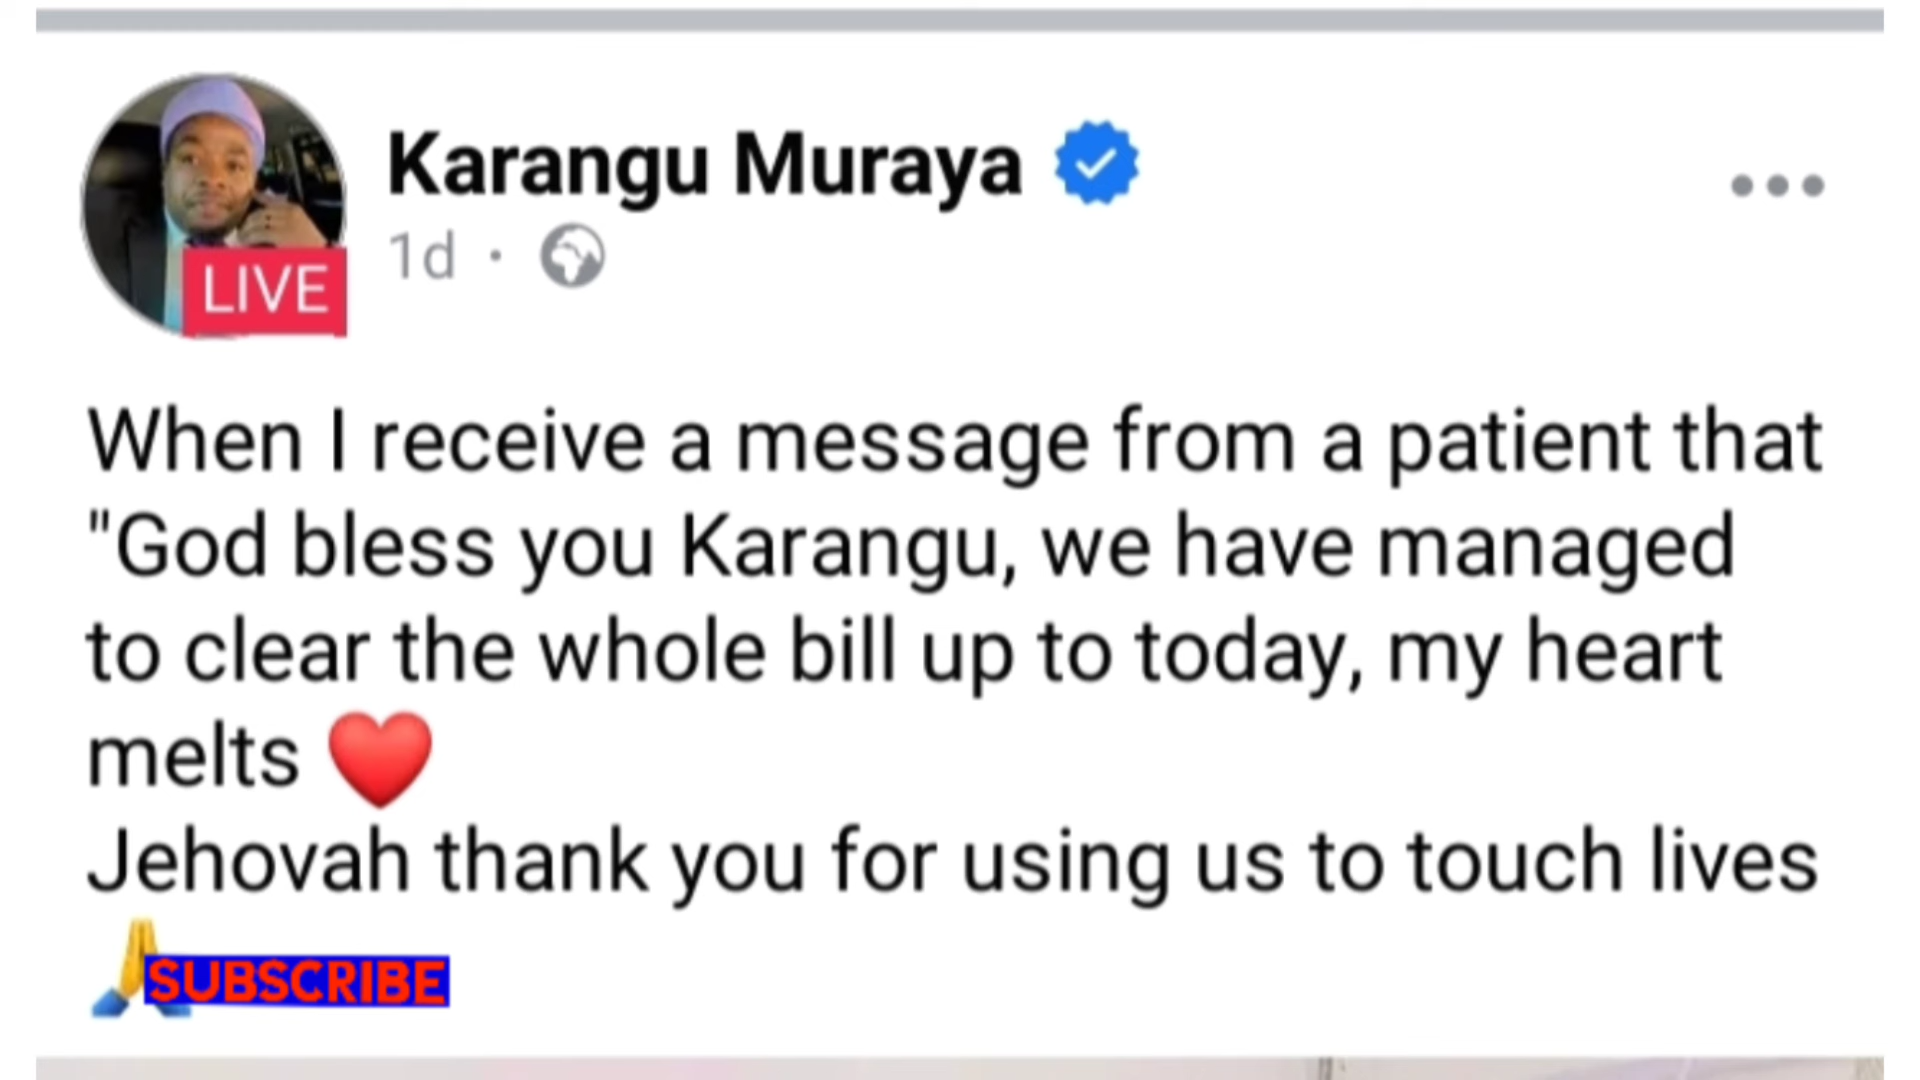 Karangu Muraya
1d ·
LIVE
When I receive a message from a patient that
"God bless you Karangu, we have managed
to clear the whole bill up to today, my heart
melts ❤️
Jehovah thank you for using us to touch lives
🙏
SUBSCRIBE